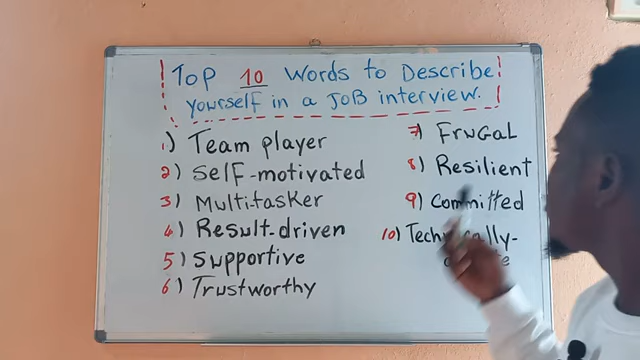 Top 10 Words to Describe
yourself in a Job interview.
1) Team player
2) Self-motivated
3) Multitasker
4) Result-driven
5) Supportive
6) Trustworthy
7) Frugal
8) Resilient
9) Committed
10)